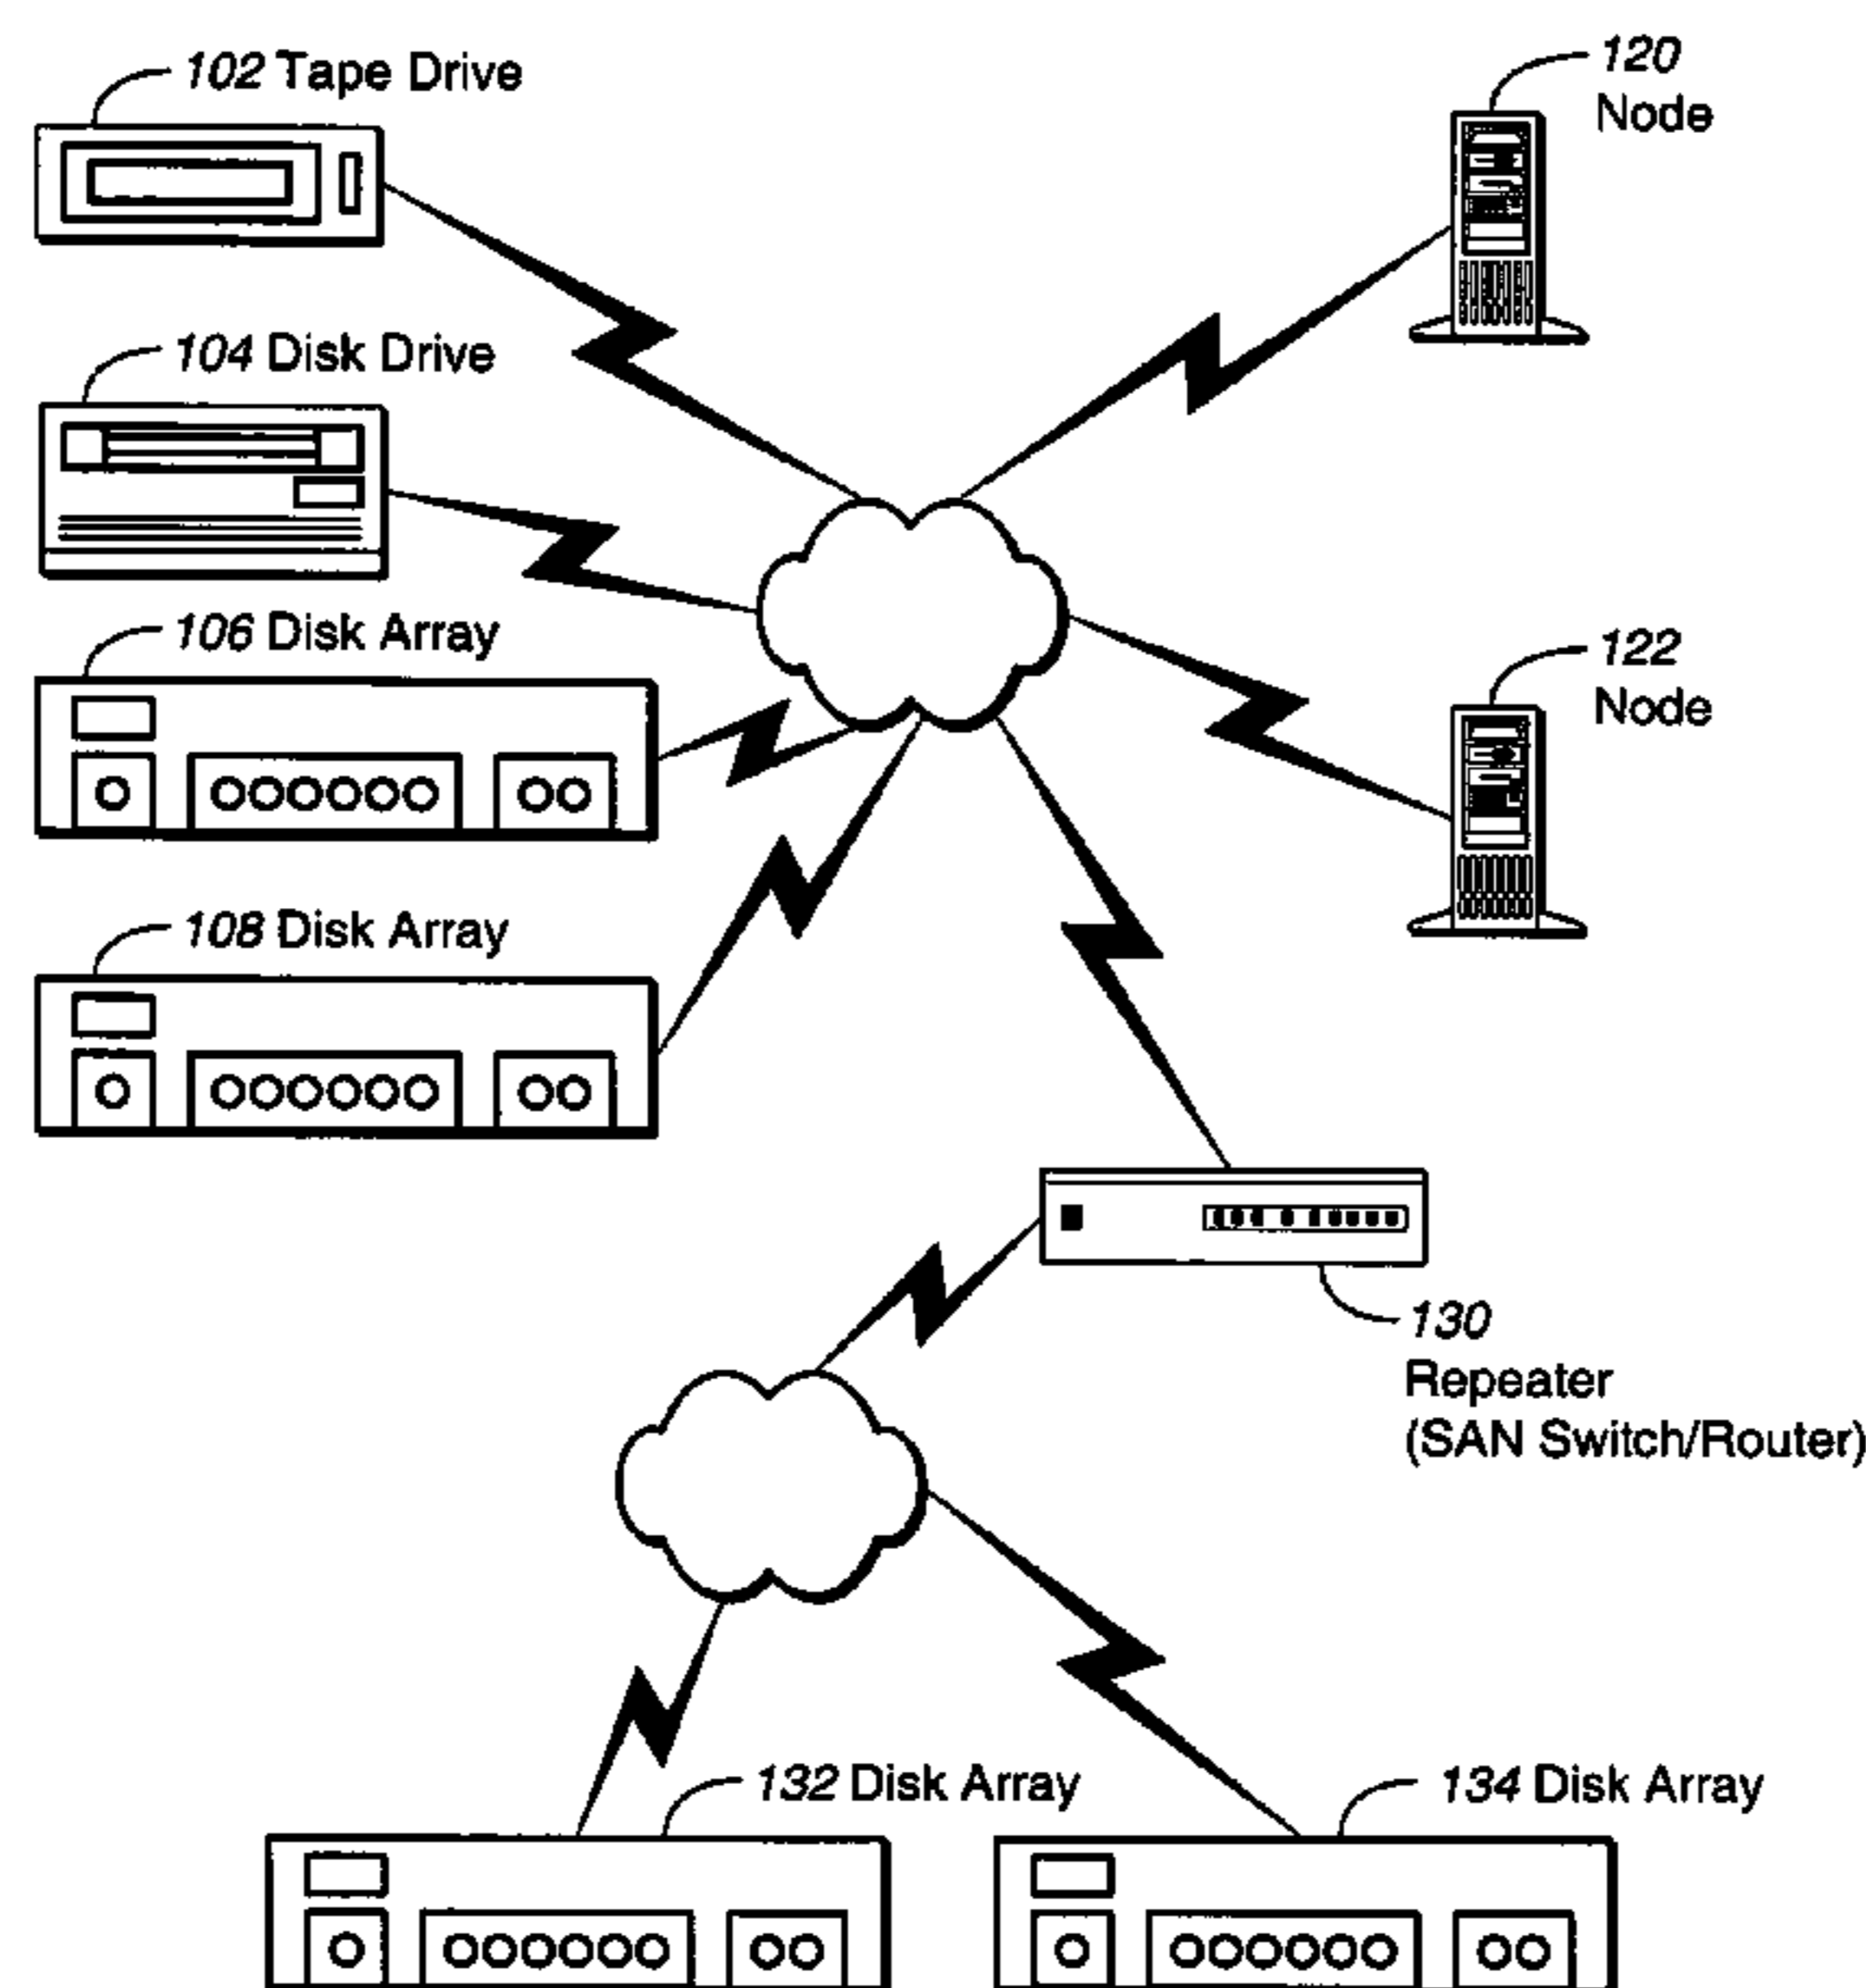 102 Tape Drive
120
Node
104 Disk Drive
106 Disk Array
122
Node
108 Disk Array
130
Repeater
(SAN Switch/Router)
132 Disk Array
134 Disk Array